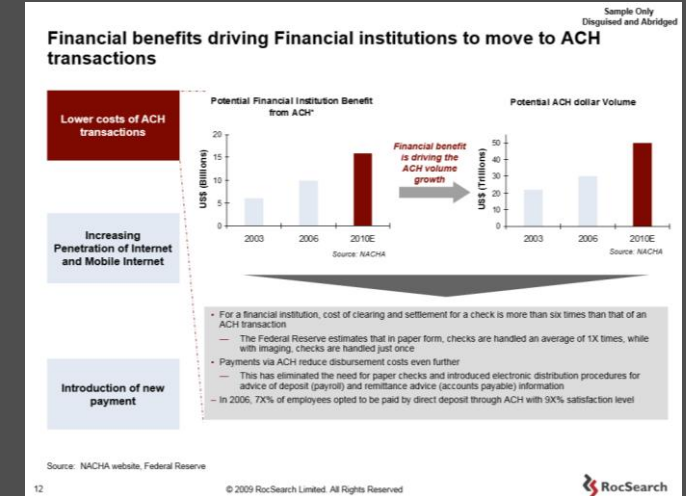 Sample Only
Disguised and Abridged
Financial benefits driving Financial institutions to move to ACH
transactions
Lower costs of ACH
transactions
Increasing
Penetration of Internet
and Mobile Internet
Introduction of new
payment
Potential Financial Institution Benefit
from ACH*
US$ (Billions)
20
15
10
5
0
2003 2006 2010E
Source: NACHA
Financial benefit
is driving the
ACH volume
growth
Potential ACH dollar Volume
US$ (Trillions)
50
40
30
20
10
0
2003 2006 2010E
Source: NACHA
• For a financial institution, cost of clearing and settlement for a check is more than six times than that of an
ACH transaction
— The Federal Reserve estimates that in paper form, checks are handled an average of 1X times, while
with imaging, checks are handled just once
• Payments via ACH reduce disbursement costs even further
— This has eliminated the need for paper checks and introduced electronic distribution procedures for
advice of deposit (payroll) and remittance advice (accounts payable) information
– In 2006, 7X% of employees opted to be paid by direct deposit through ACH with 9X% satisfaction level
Source: NACHA website, Federal Reserve
12
© 2009 RocSearch Limited. All Rights Reserved
RocSearch